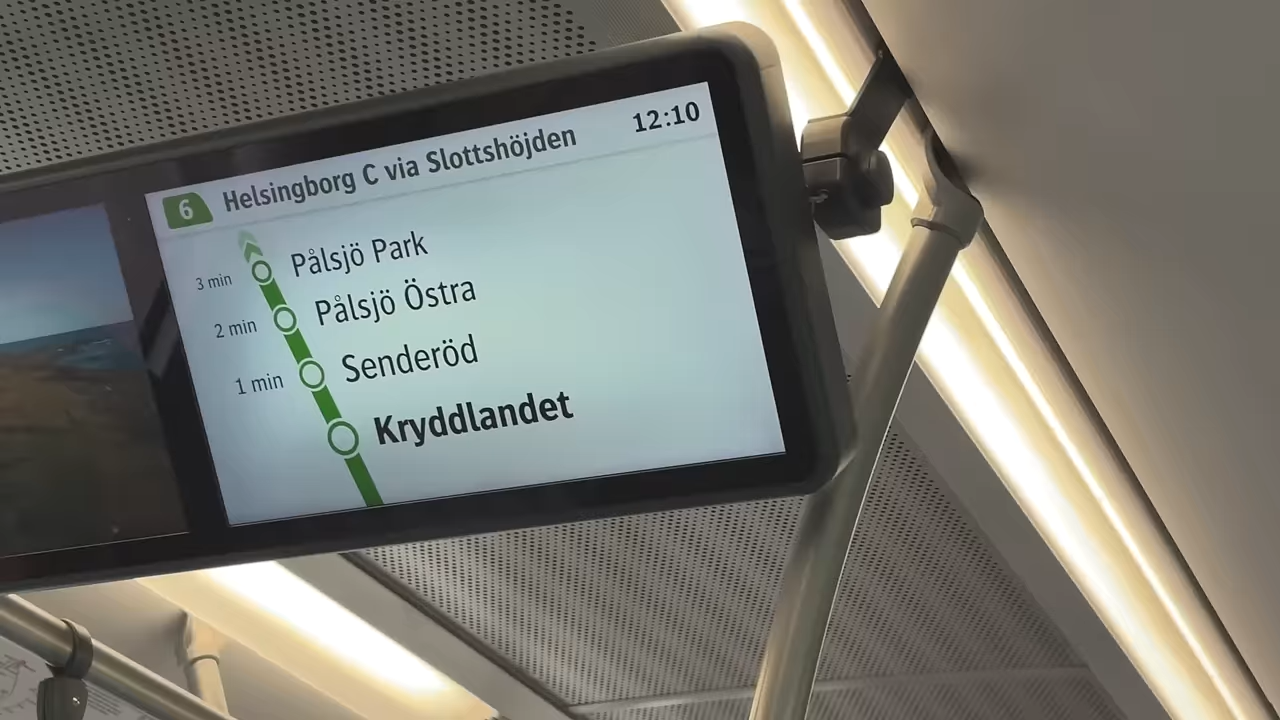 6 Helsingborg C via Slottshöjden 12:10
3 min Pålsjö Park
2 min Pålsjö Östra
1 min Senderöd
Kryddlandet